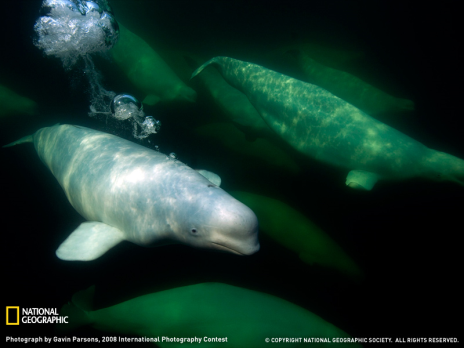 NATIONAL
GEOGRAPHIC
Photograph by Gavin Parsons, 2008 International Photography Contest
© COPYRIGHT NATIONAL GEOGRAPHIC SOCIETY. ALL RIGHTS RESERVED.